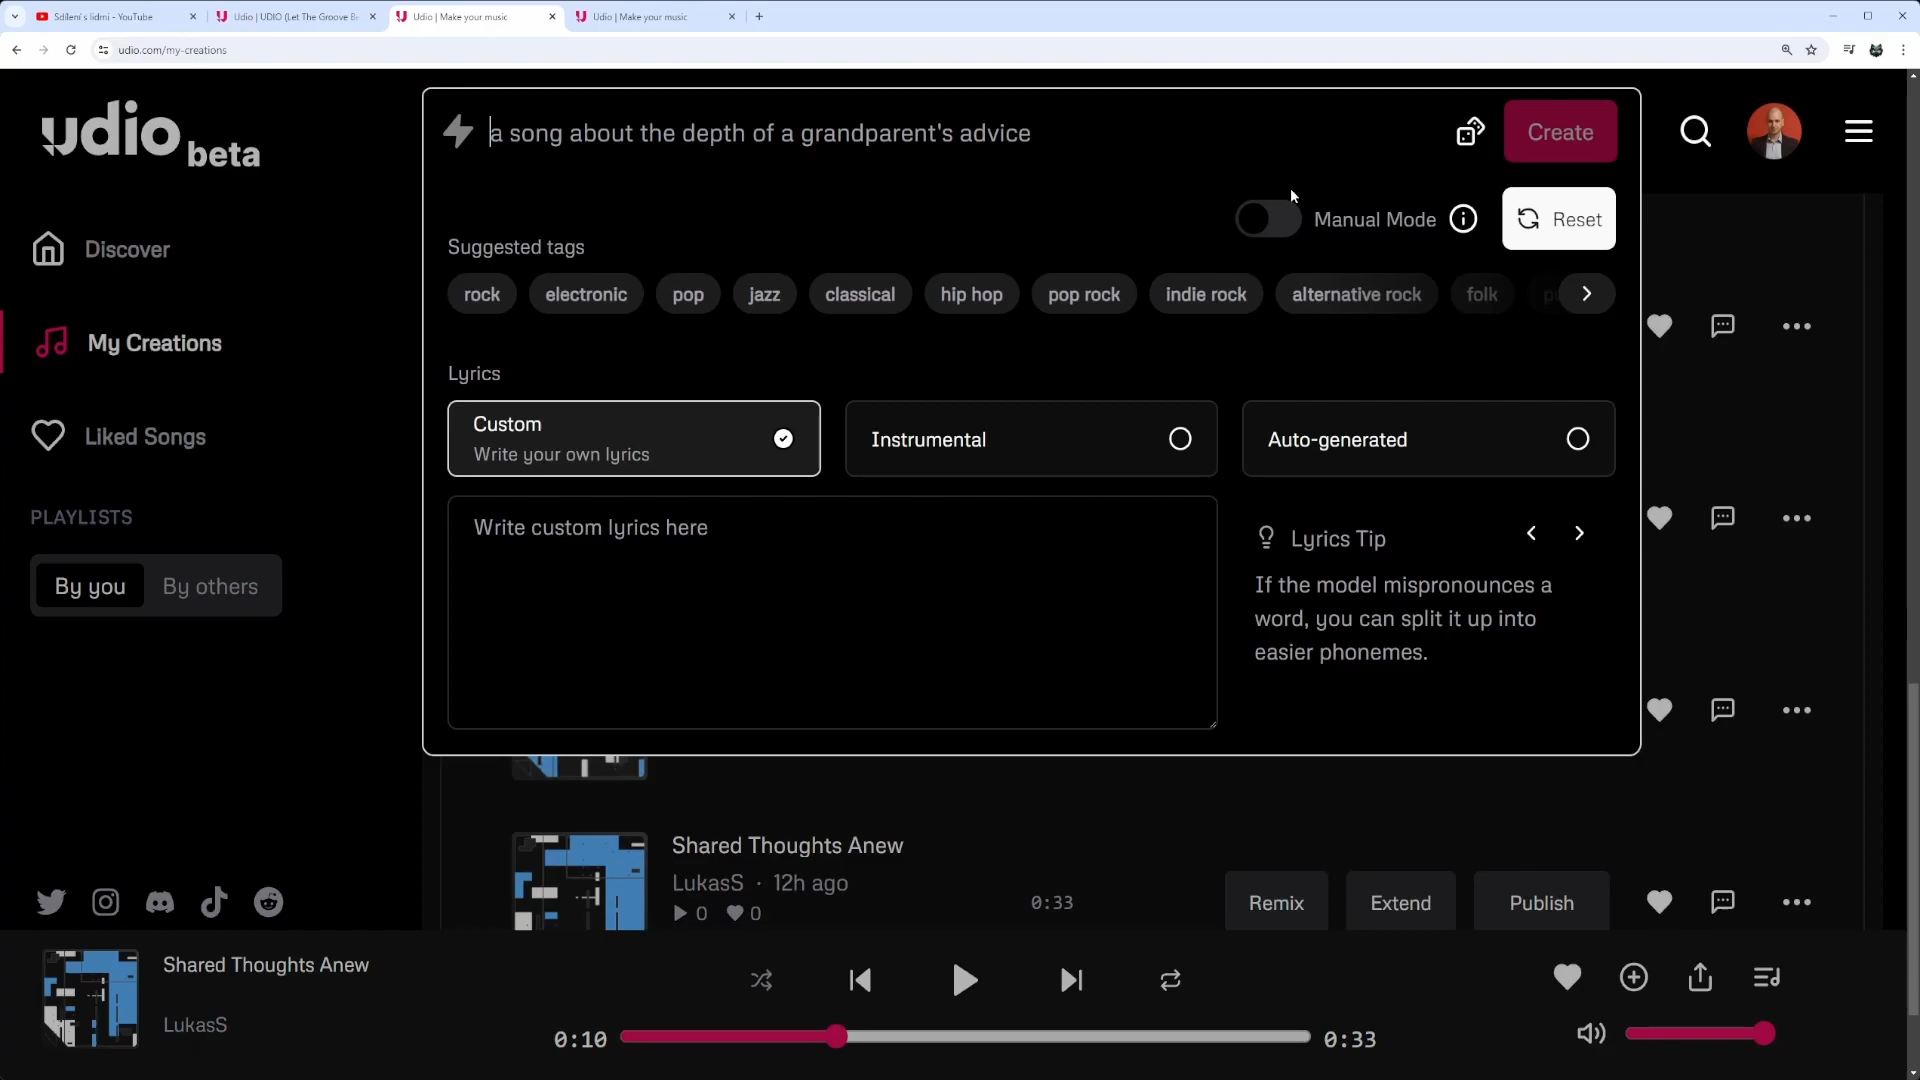 Sdílení s lidmi - YouTube
Udio | UDIO (Let The Groove Be
Udio | Make your music
Udio | Make your music
udio.com/my-creations
udio beta
a song about the depth of a grandparent's advice
Create
Manual Mode
Reset
Suggested tags
rock
electronic
pop
jazz
classical
hip hop
pop rock
indie rock
alternative rock
folk
Discover
My Creations
Liked Songs
PLAYLISTS
By you
By others
Lyrics
Custom
Write your own lyrics
Instrumental
Auto-generated
Write custom lyrics here
Lyrics Tip
If the model mispronounces a
word, you can split it up into
easier phonemes.
Shared Thoughts Anew
LukasS · 12h ago
0
0
0:33
Remix
Extend
Publish
Shared Thoughts Anew
LukasS
0:10
0:33